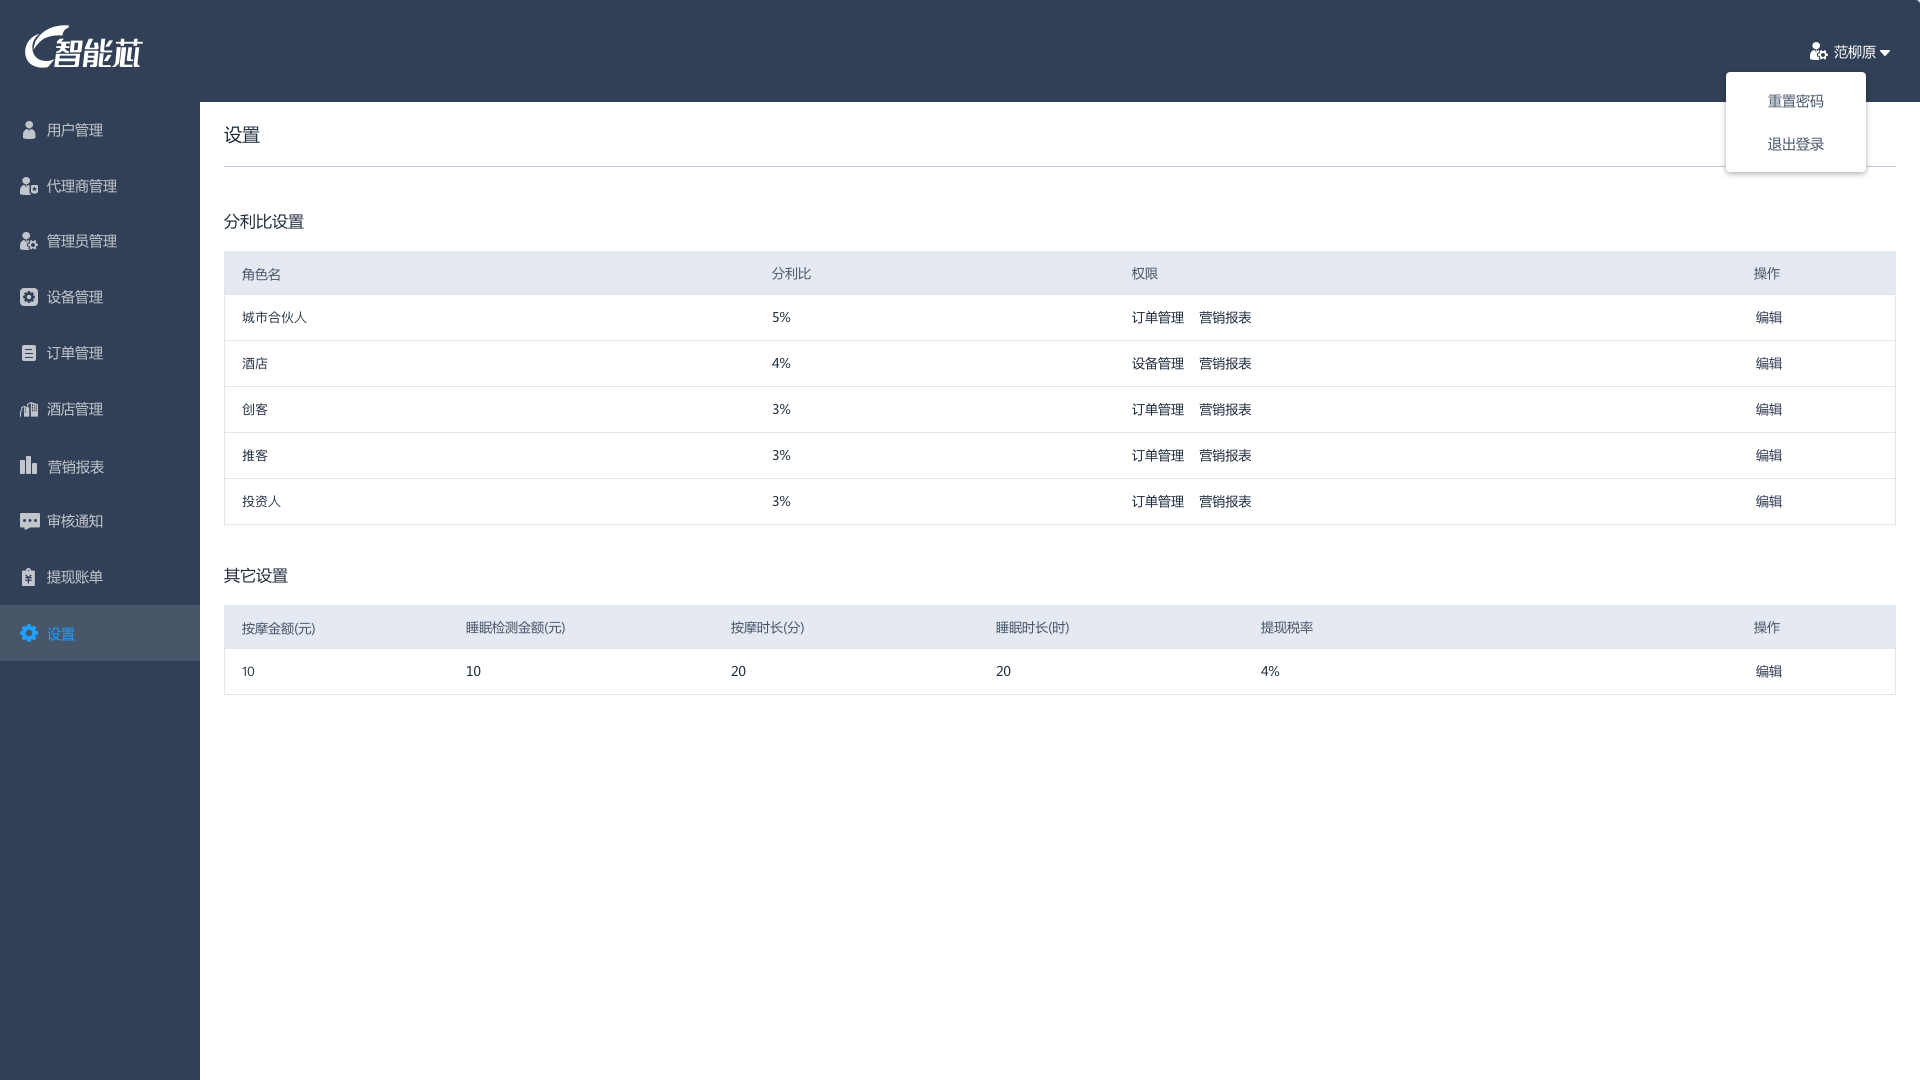 智能芯
范柳原
重置密码
退出登录
用户管理
代理商管理
管理员管理
设备管理
订单管理
酒店管理
营销报表
审核通知
提现账单
设置
设置
分利比设置
角色名 分利比 权限 操作
城市合伙人 5% 订单管理 营销报表 编辑
酒店 4% 设备管理 营销报表 编辑
创客 3% 订单管理 营销报表 编辑
推客 3% 订单管理 营销报表 编辑
投资人 3% 订单管理 营销报表 编辑
其它设置
按摩金额(元) 睡眠检测金额(元) 按摩时长(分) 睡眠时长(时) 提现税率 操作
10 10 20 20 4% 编辑